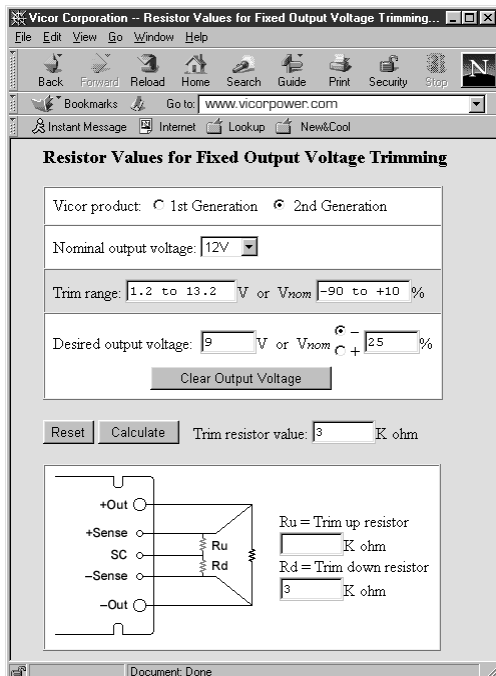 Vicor Corporation -- Resistor Values for Fixed Output Voltage Trimming...
File Edit View Go Window Help
Back Forward Reload Home Search Guide Print Security Stop N
Bookmarks Go to: www.vicorpower.com
Instant Message Internet Lookup New&Cool
Resistor Values for Fixed Output Voltage Trimming
Vicor product: 1st Generation 2nd Generation
Nominal output voltage: 12V
Trim range: 1.2 to 13.2 V or Vnom -90 to +10 %
Desired output voltage: 9 V or Vnom − + 25 %
Clear Output Voltage
Reset Calculate Trim resistor value: 3 K ohm
+Out
+Sense
SC
−Sense
−Out
Ru
Rd
Ru = Trim up resistor
K ohm
Rd = Trim down resistor
3 K ohm
Document: Done